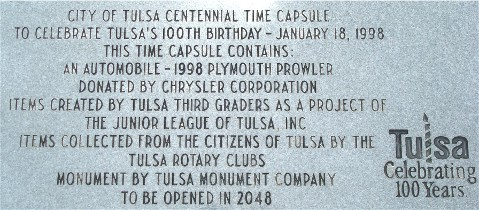 CITY OF TULSA CENTENNIAL TIME CAPSULE
TO CELEBRATE TULSA'S 100TH BIRTHDAY - JANUARY 18, 1998
THIS TIME CAPSULE CONTAINS:
AN AUTOMOBILE - 1998 PLYMOUTH PROWLER
DONATED BY CHRYSLER CORPORATION
ITEMS CREATED BY TULSA THIRD GRADERS AS A PROJECT OF
THE JUNIOR LEAGUE OF TULSA, INC
ITEMS COLLECTED FROM THE CITIZENS OF TULSA BY THE
TULSA ROTARY CLUBS
MONUMENT BY TULSA MONUMENT COMPANY
TO BE OPENED IN 2048
Tulsa
Celebrating
100 Years